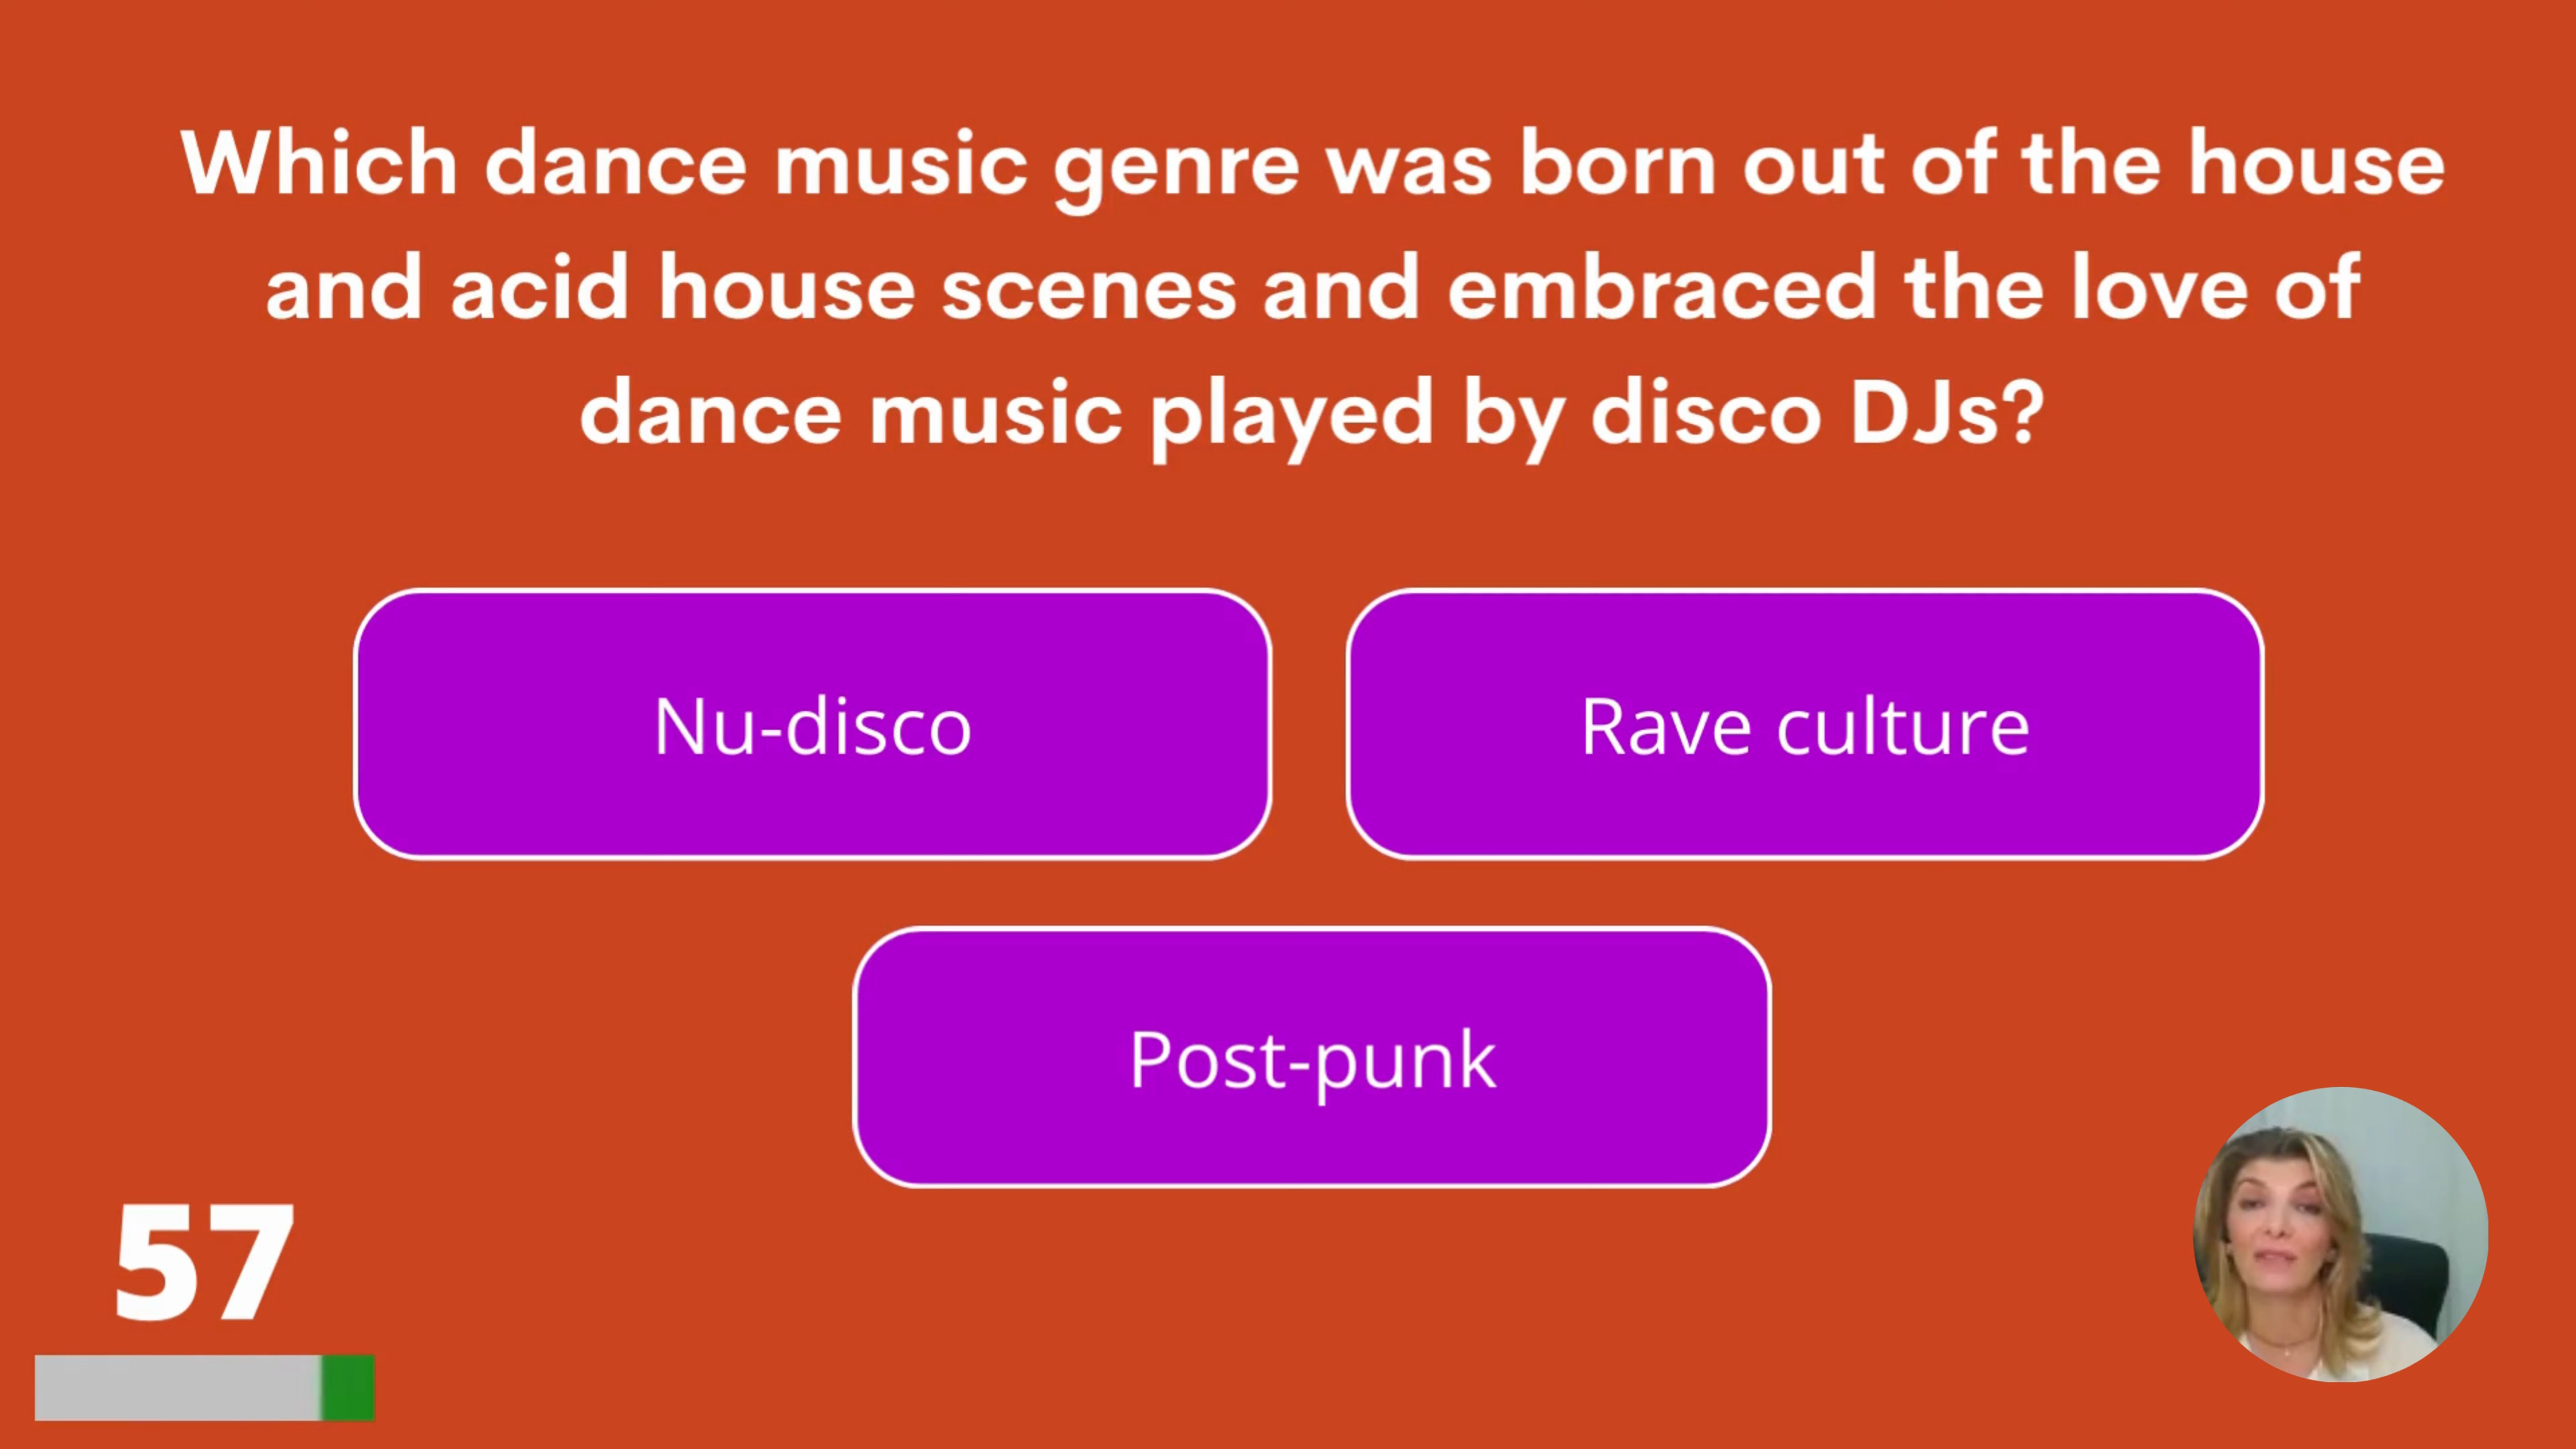 Which dance music genre was born out of the house
and acid house scenes and embraced the love of
dance music played by disco DJs?
Nu-disco
Rave culture
Post-punk
57